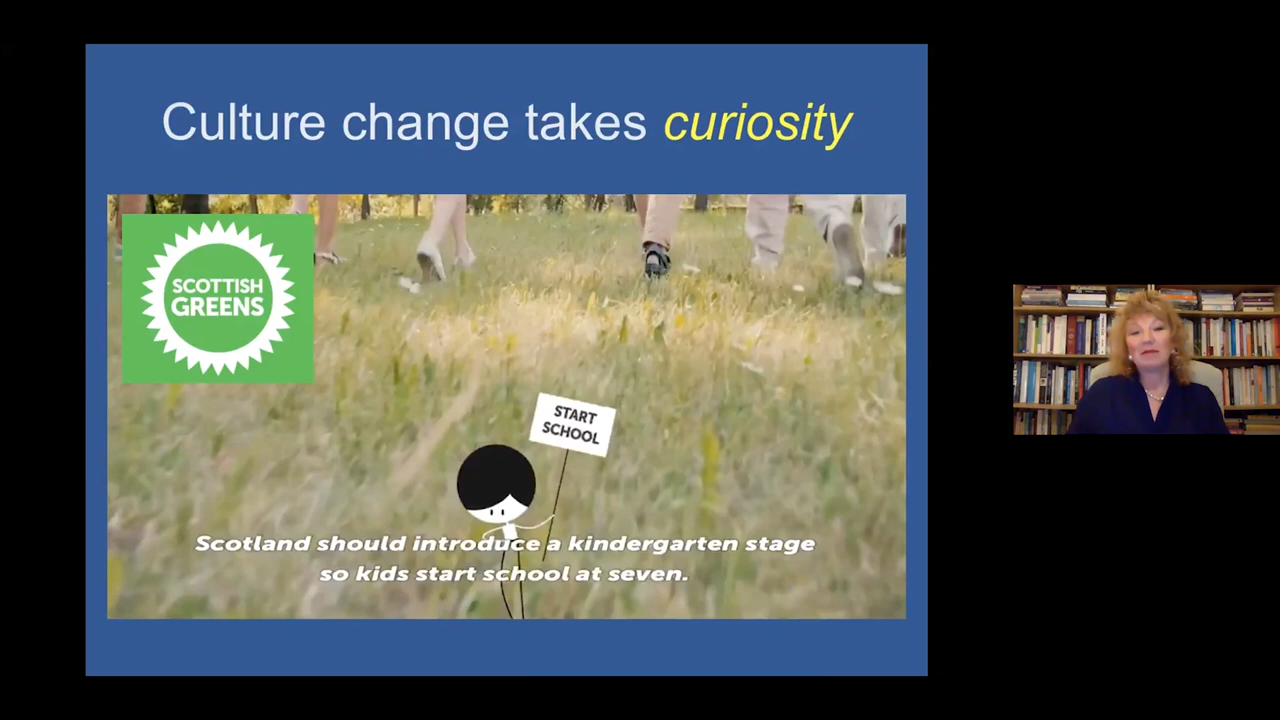 Culture change takes curiosity
SCOTTISH
GREENS
START
SCHOOL
Scotland should introduce a kindergarten stage
so kids start school at seven.